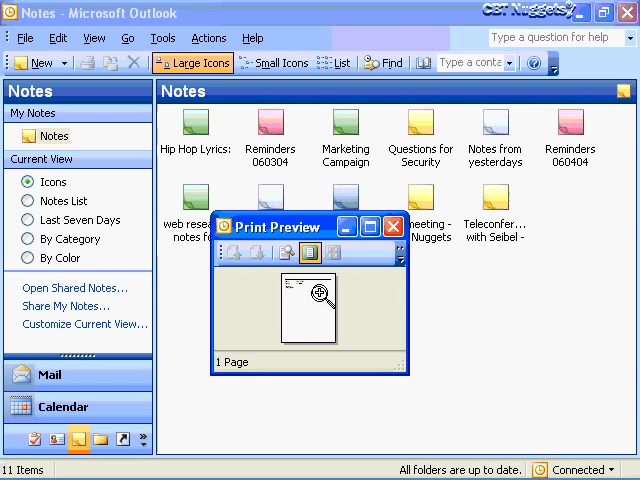 Notes - Microsoft Outlook
CBT Nuggets
File Edit View Go Tools Actions Help
Type a question for help
New
Large Icons Small Icons List Find Type a conta
Notes
Notes
My Notes
Notes
Current View
Icons
Notes List
Last Seven Days
By Category
By Color
Open Shared Notes...
Share My Notes...
Customize Current View...
Mail
Calendar
Hip Hop Lyrics:
Reminders
060304
Marketing
Campaign
Questions for
Security
Notes from
yesterdays
Reminders
060404
web resea
notes fo
meeting -
Nuggets
Teleconfer...
with Seibel -
Print Preview
1 Page
11 Items
All folders are up to date.
Connected